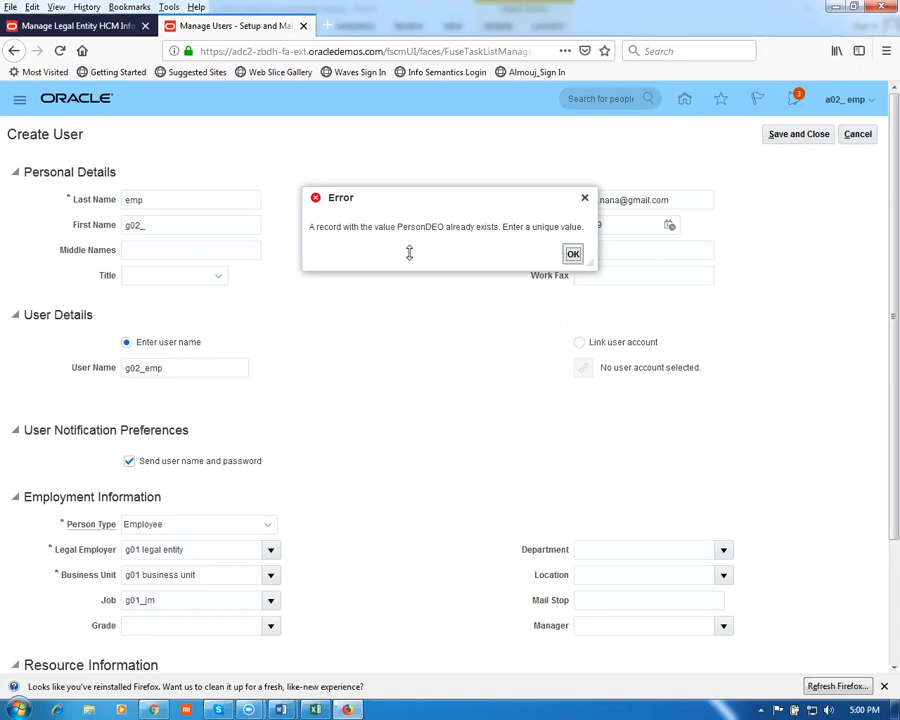 File Edit View History Bookmarks Tools Help
Manage Legal Entity HCM Info × Manage Users - Setup and Ma ×
https://adc2-zbdh-fa-ext.oracledemos.com/fscmUI/faces/FuseTaskListManag Search
Most Visited Getting Started Suggested Sites Web Slice Gallery Waves Sign In Info Semantics Login Almouj_Sign In
ORACLE Search for people 3 a02_ emp
Create User Save and Close Cancel
Personal Details
* Last Name emp .nana@gmail.com
First Name g02_ 9
Middle Names
Title Work Fax
Error
A record with the value PersonDEO already exists. Enter a unique value.
OK
User Details
Enter user name Link user account
User Name g02_emp No user account selected.
User Notification Preferences
Send user name and password
Employment Information
* Person Type Employee
* Legal Employer g01 legal entity Department
* Business Unit g01 business unit Location
Job g01_jm Mail Stop
Grade Manager
Resource Information
Looks like you've reinstalled Firefox. Want us to clean it up for a fresh, like-new experience? Refresh Firefox... ×
5:00 PM